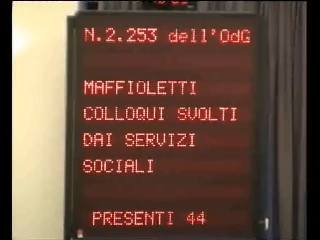 N.2.253 dell'OdG
MAFFIOLETTI
COLLOQUI SVOLTI
DAI SERVIZI
SOCIALI
PRESENTI 44